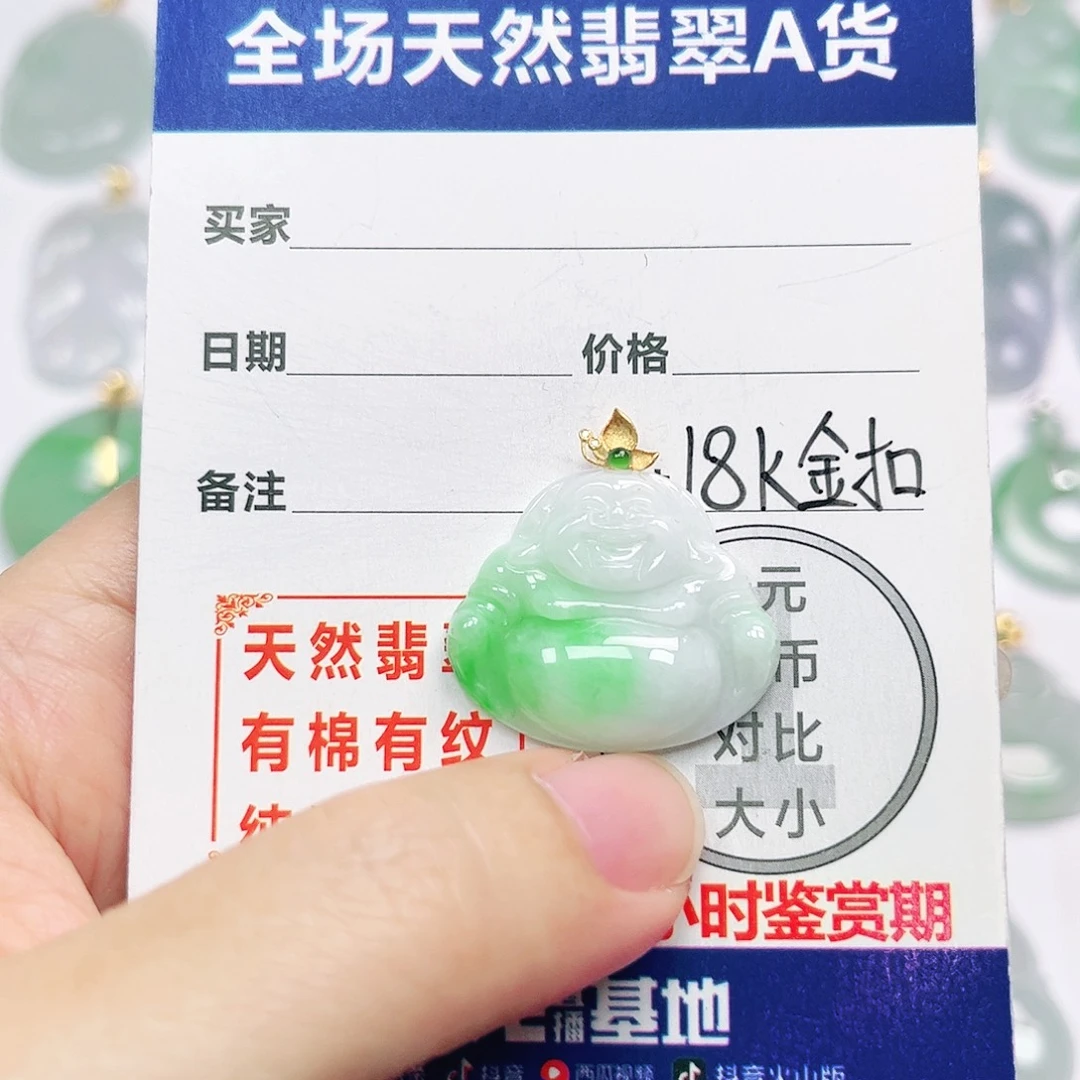 全场天然翡翠A货
买家
日期 价格
备注 18k金扣
天然翡
有棉有纹
元
币
对比
大小
小时鉴赏期
播基地
抖音 西瓜视频 抖音火山版